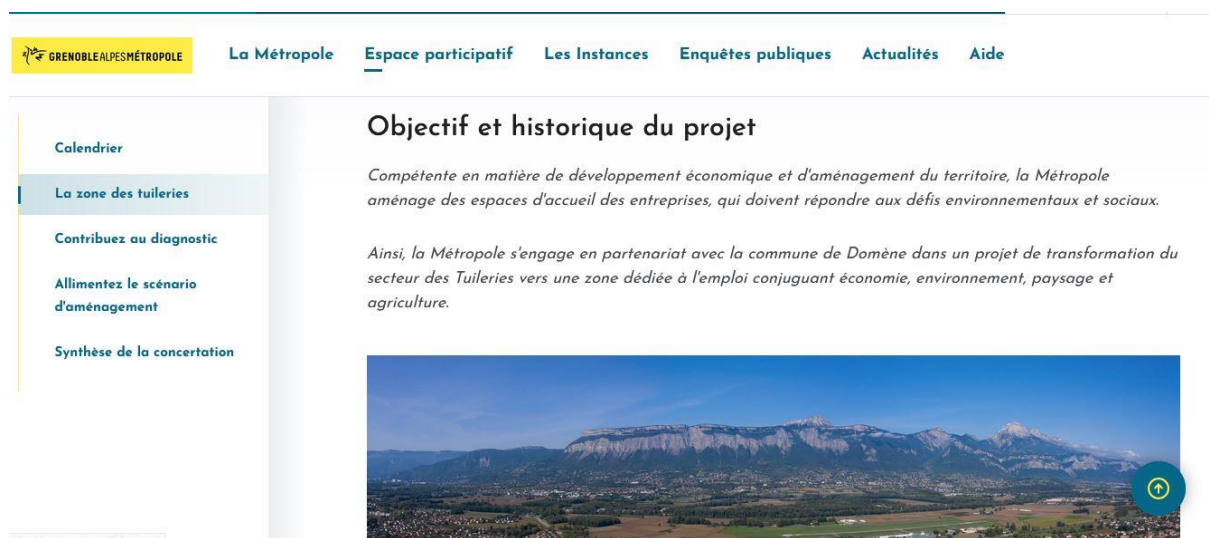 GRENOBLEALPESMÉTROPOLE
La Métropole
Espace participatif
Les Instances
Enquêtes publiques
Actualités
Aide
Calendrier
La zone des tuileries
Contribuez au diagnostic
Allimentez le scénario
d'aménagement
Synthèse de la concertation
Objectif et historique du projet
Compétente en matière de développement économique et d'aménagement du territoire, la Métropole
aménage des espaces d'accueil des entreprises, qui doivent répondre aux défis environnementaux et sociaux.
Ainsi, la Métropole s'engage en partenariat avec la commune de Domène dans un projet de transformation du
secteur des Tuileries vers une zone dédiée à l'emploi conjuguant économie, environnement, paysage et
agriculture.